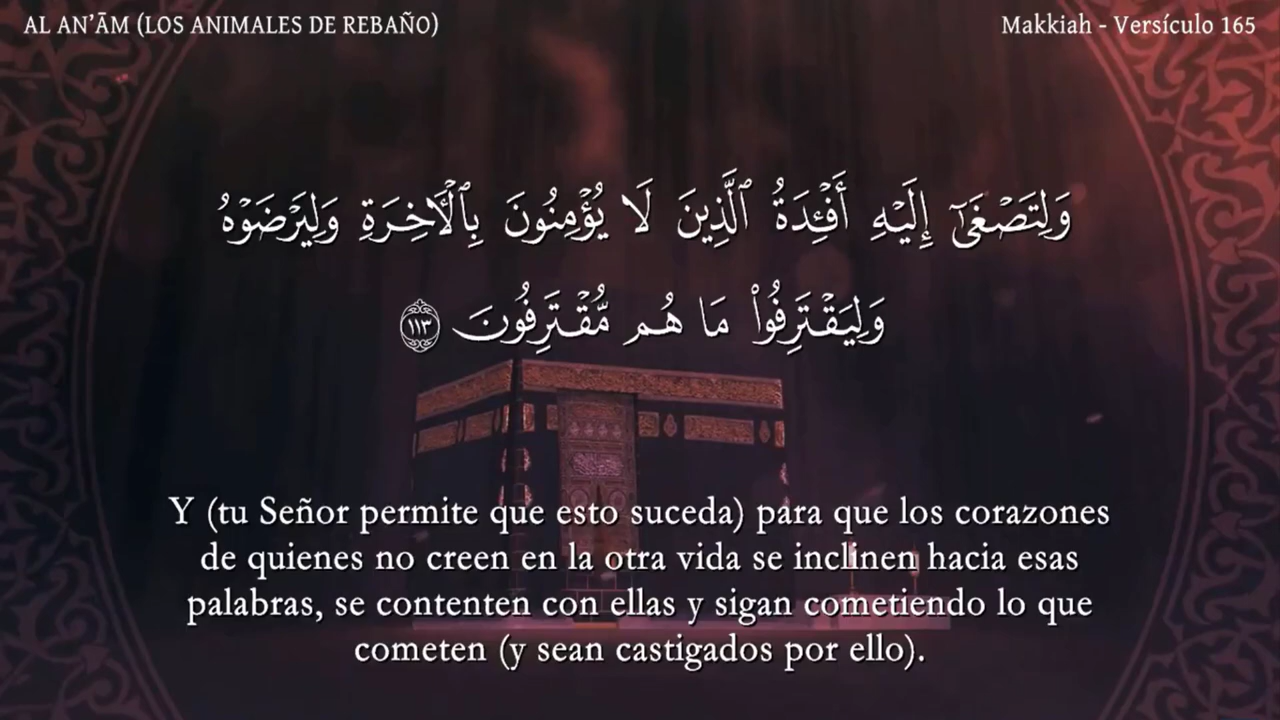 AL AN’ĀM (LOS ANIMALES DE REBAÑO)
Makkiah - Versículo 165
وَلِتَصْغَىٰٓ إِلَيْهِ أَفْـِٔدَةُ ٱلَّذِينَ لَا يُؤْمِنُونَ بِٱلْـَٔاخِرَةِ وَلِيَرْضَوْهُ
وَلِيَقْتَرِفُوا۟ مَا هُم مُّقْتَرِفُونَ ١١٣
Y (tu Señor permite que esto suceda) para que los corazones
de quienes no creen en la otra vida se inclinen hacia esas
palabras, se contenten con ellas y sigan cometiendo lo que
cometen (y sean castigados por ello).